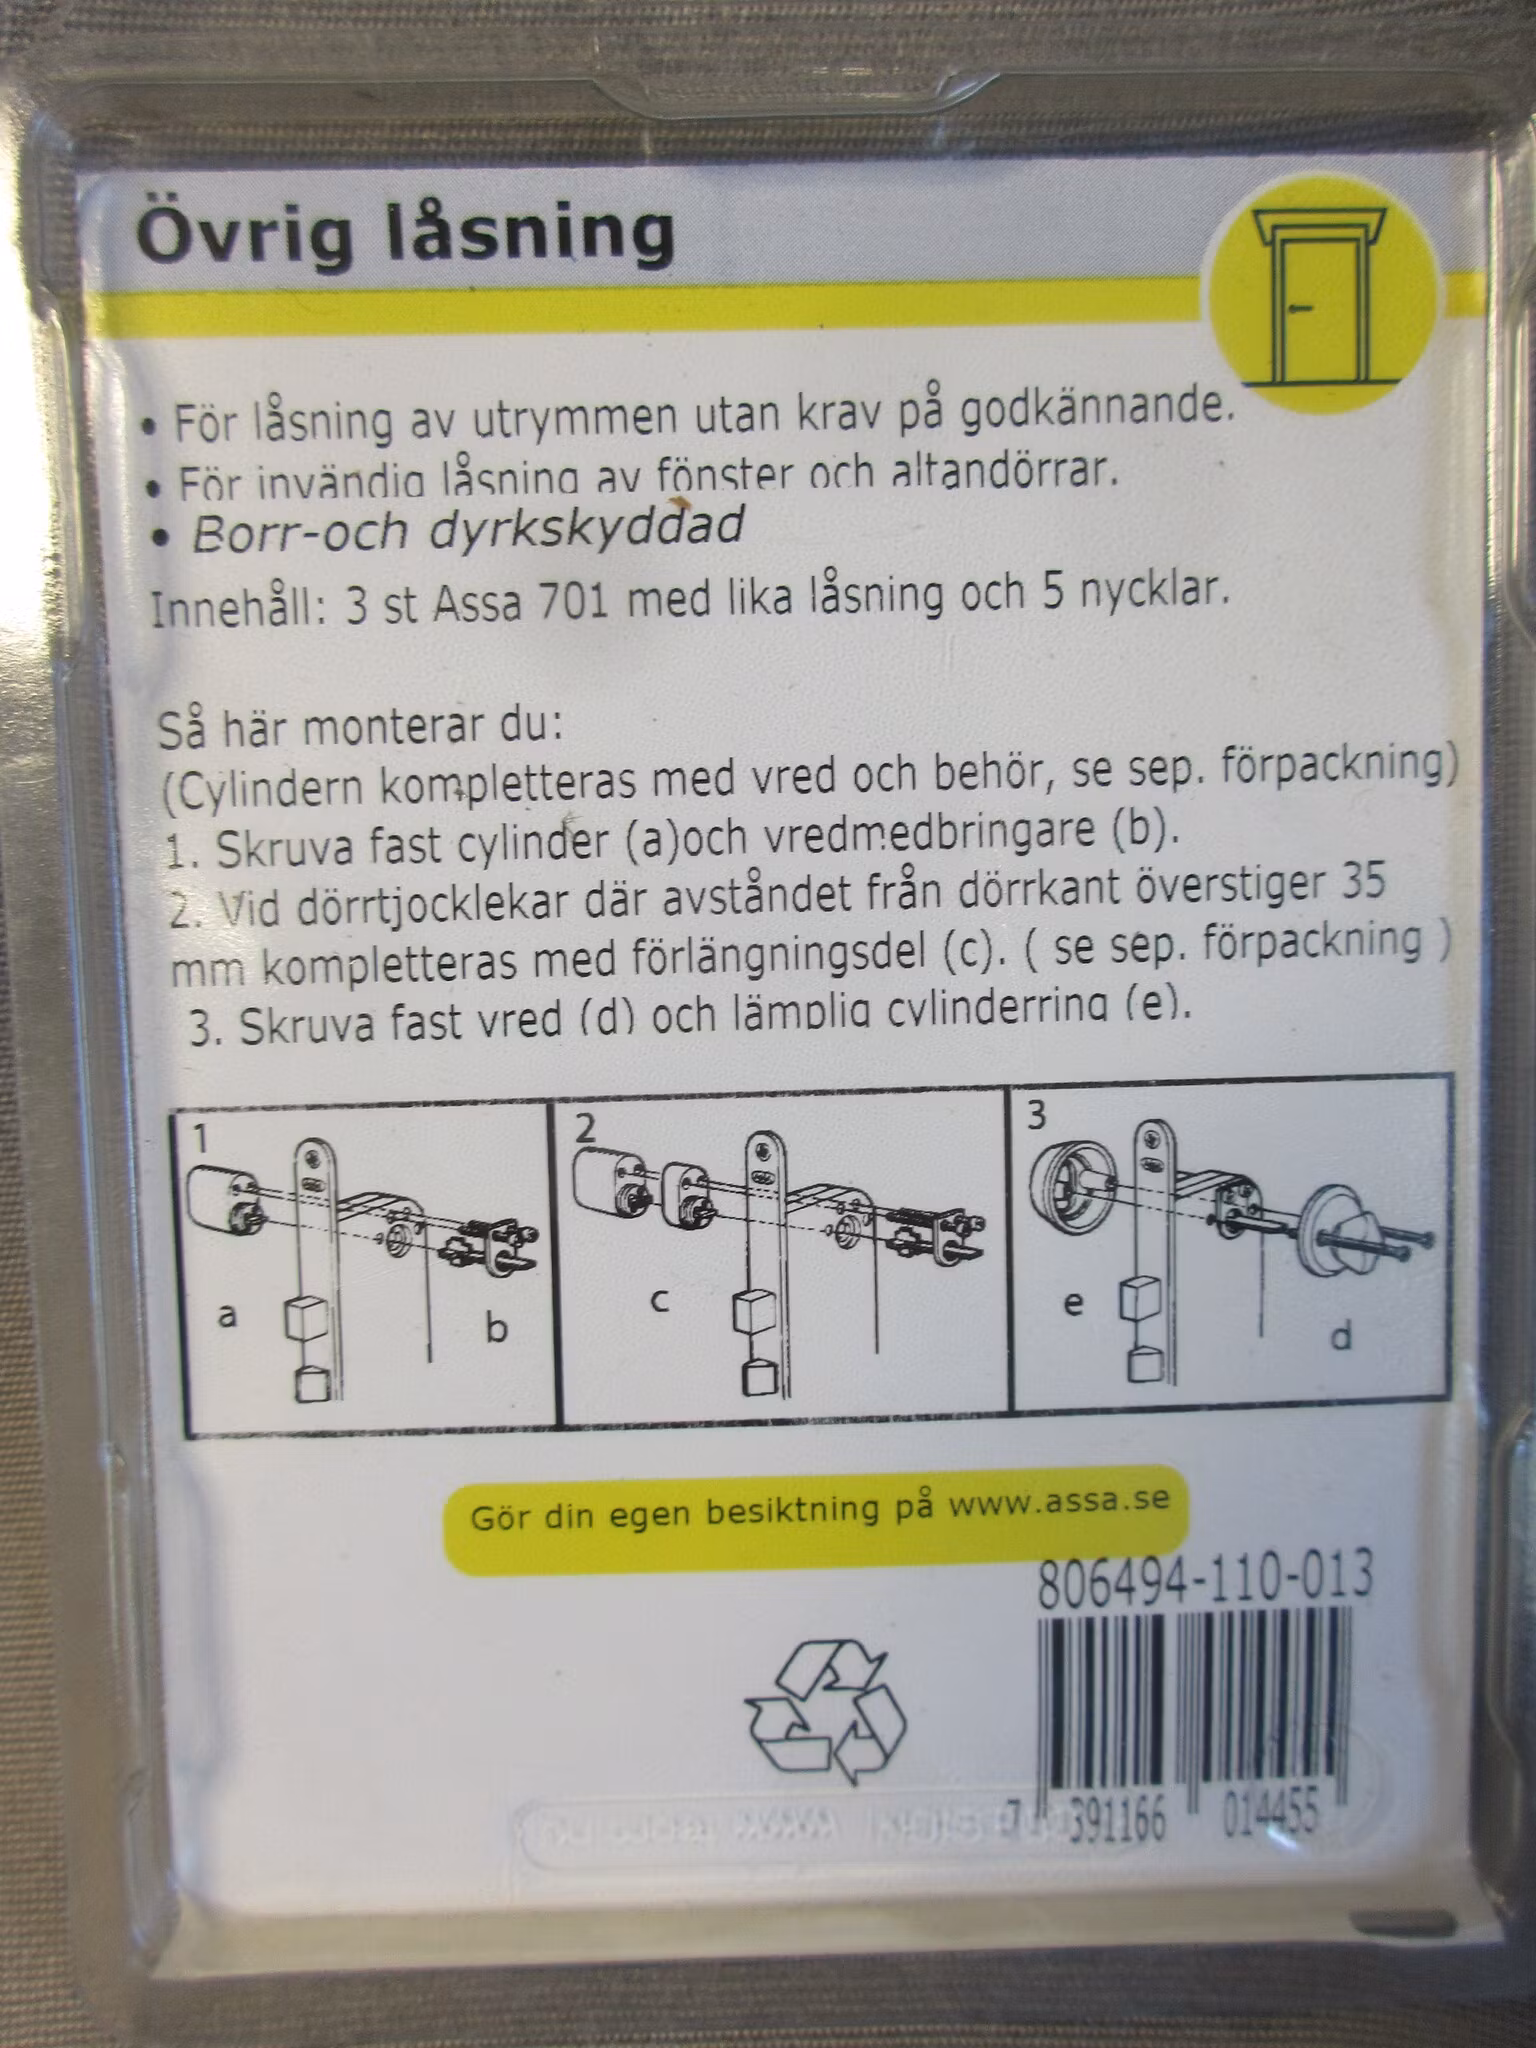 Övrig låsning
• För låsning av utrymmen utan krav på godkännande.
• För invändig låsning av fönster och altandörrar.
• Borr-och dyrkskyddad
Innehåll: 3 st Assa 701 med lika låsning och 5 nycklar.
Så här monterar du:
(Cylindern kompletteras med vred och behör, se sep. förpackning)
1. Skruva fast cylinder (a)och vredmedbringare (b).
2. Vid dörrtjocklekar där avståndet från dörrkant överstiger 35
mm kompletteras med förlängningsdel (c). ( se sep. förpackning )
3. Skruva fast vred (d) och lämplig cylinderring (e).
1 2 3
a b c e d
Gör din egen besiktning på www.assa.se
806494-110-013
7 391166 014455